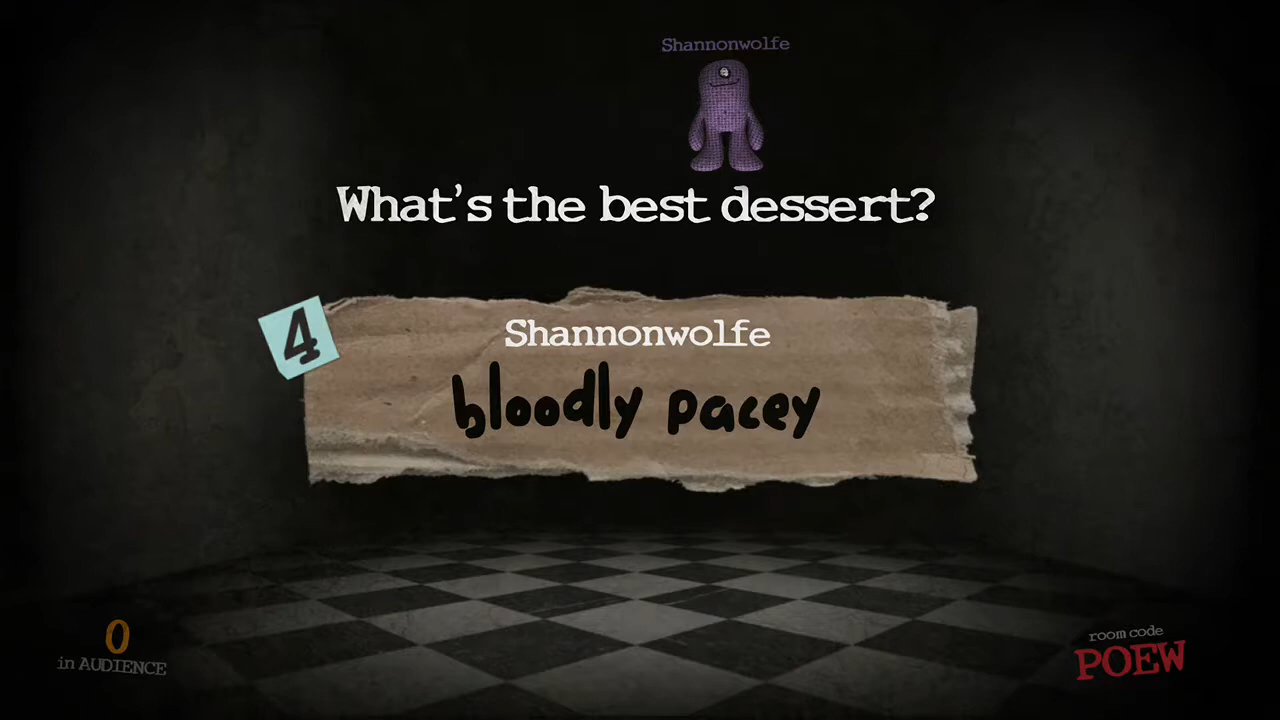 Shannonwolfe
What's the best dessert?
4
Shannonwolfe
bloodly pacey
0
in AUDIENCE
room code
POEW